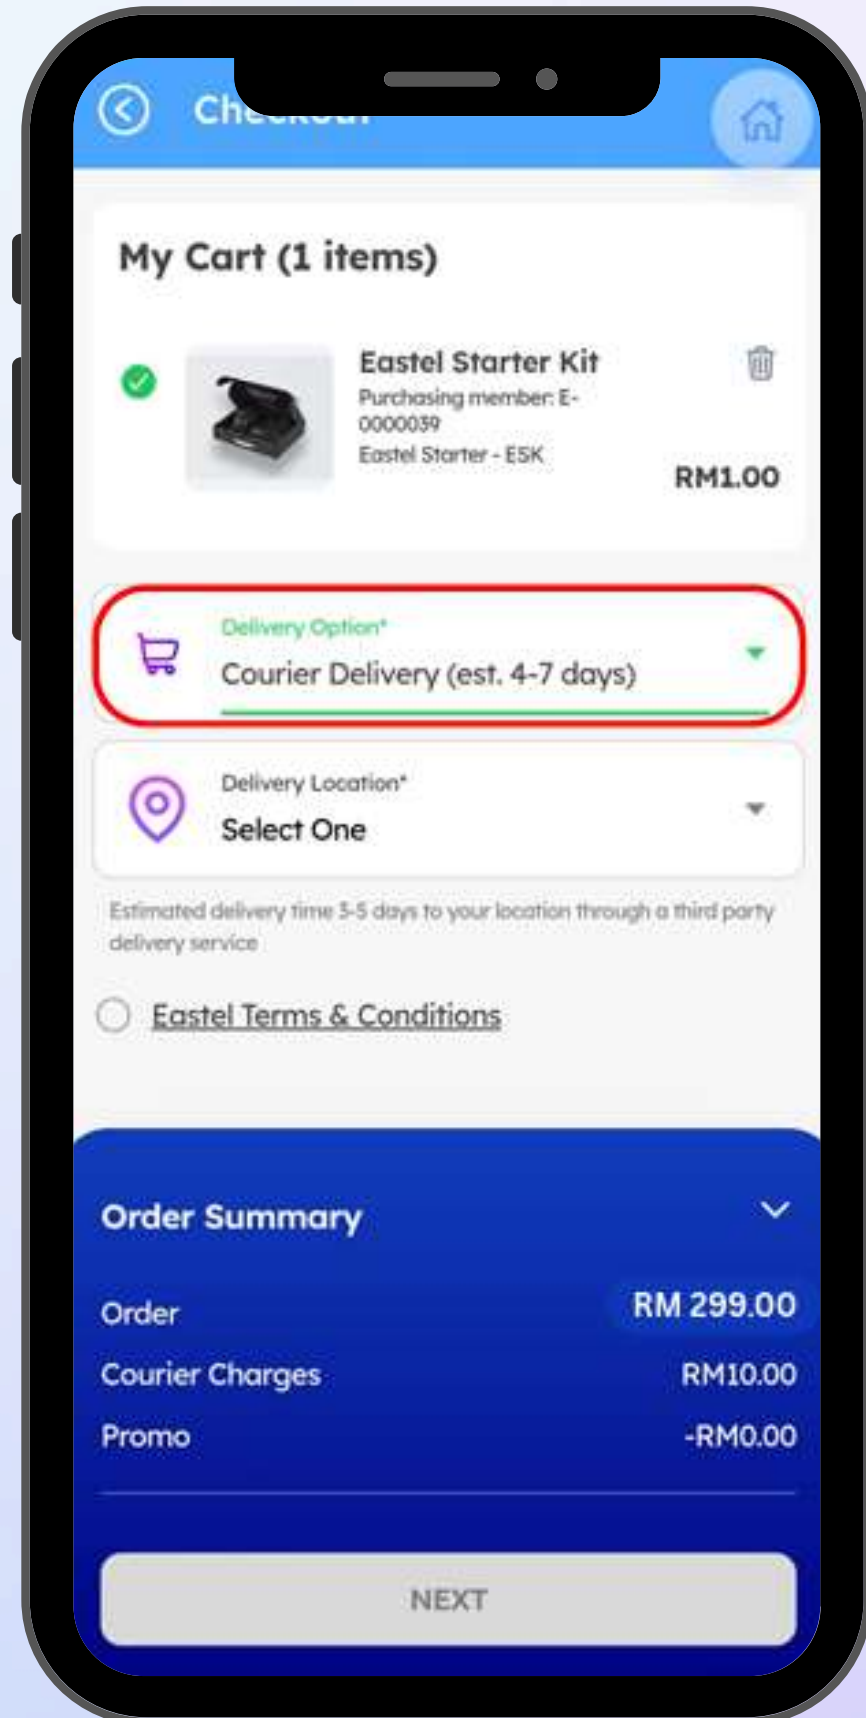 My Cart (1 items)
Eastel Starter Kit
Purchasing member: E-
0000039
Eastel Starter - ESK
RM1.00
Delivery Option*
Courier Delivery (est. 4-7 days)
Delivery Location*
Select One
Estimated delivery time 3-5 days to your location through a third party
delivery service
Eastel Terms & Conditions
Order Summary
Order RM 299.00
Courier Charges RM10.00
Promo -RM0.00
NEXT